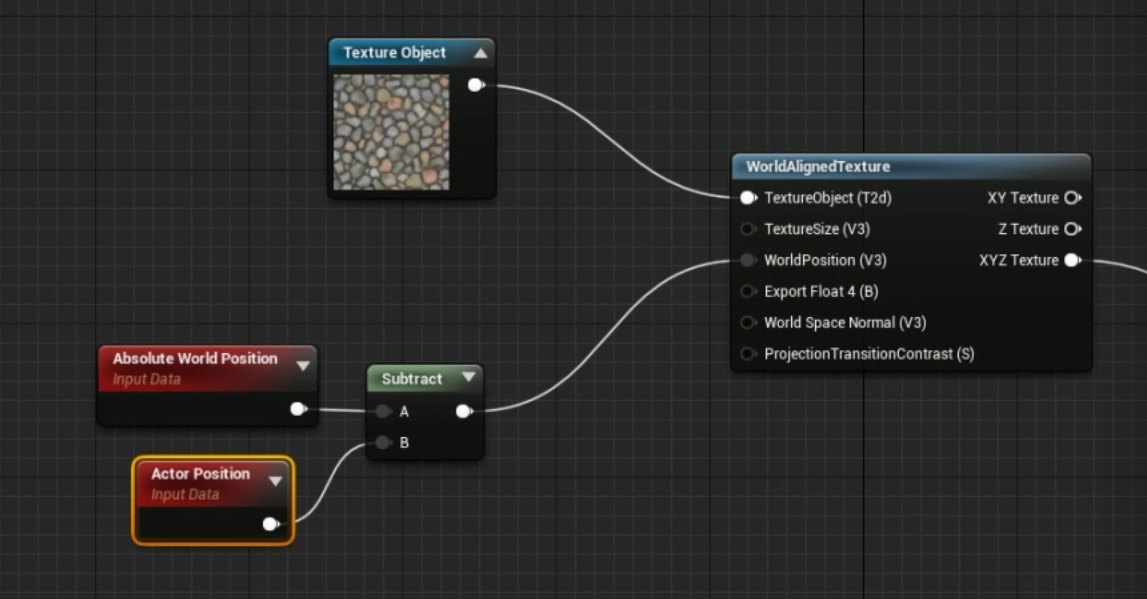 Texture Object
WorldAlignedTexture
TextureObject (T2d)
XY Texture
TextureSize (V3)
Z Texture
WorldPosition (V3)
XYZ Texture
Export Float 4 (B)
World Space Normal (V3)
ProjectionTransitionContrast (S)
Absolute World Position
Input Data
Subtract
A
B
Actor Position
Input Data